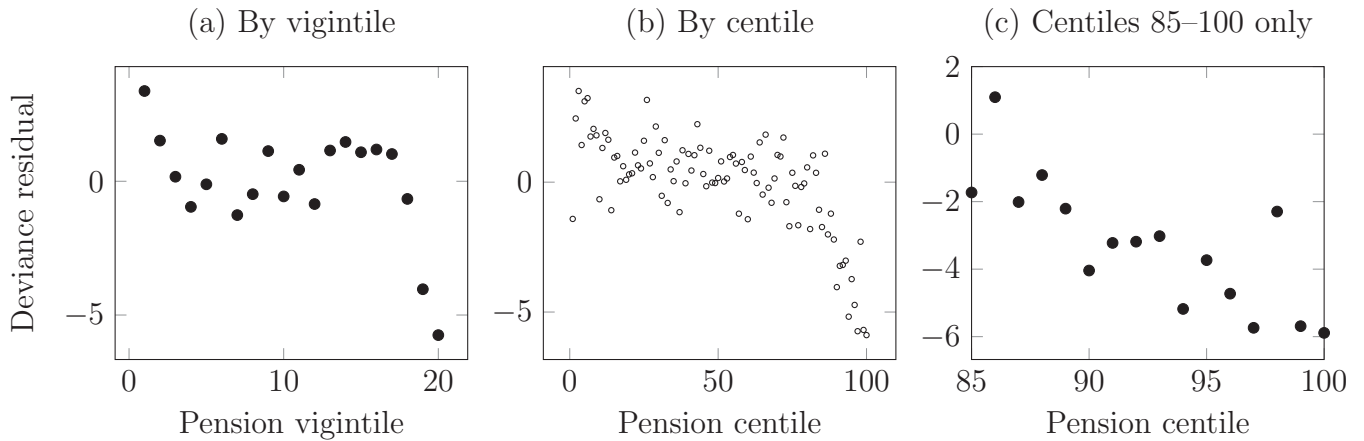 (a) By vigintile
(b) By centile
(c) Centiles 85–100 only
Deviance residual
0
−5
0
10
20
Pension vigintile
0
−5
0
50
100
Pension centile
2
0
−2
−4
−6
85
90
95
100
Pension centile